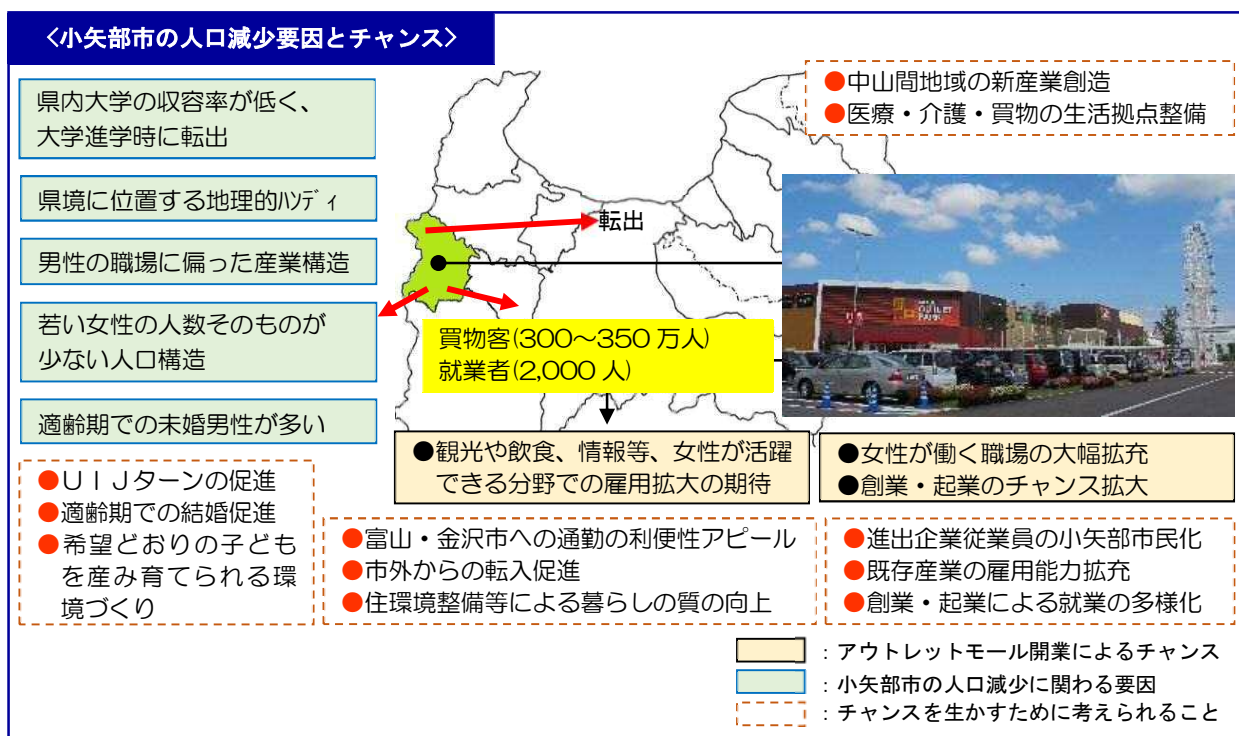 〈小矢部市の人口減少要因とチャンス〉
県内大学の収容率が低く、
大学進学時に転出
県境に位置する地理的ﾊﾝﾃﾞｨ
男性の職場に偏った産業構造
若い女性の人数そのものが
少ない人口構造
適齢期での未婚男性が多い
●中山間地域の新産業創造
●医療・介護・買物の生活拠点整備
転出
買物客(300～350 万人)
就業者(2,000 人)
OUTLET
PARK
●観光や飲食、情報等、女性が活躍
できる分野での雇用拡大の期待
●女性が働く職場の大幅拡充
●創業・起業のチャンス拡大
●ＵＩＪターンの促進
●適齢期での結婚促進
●希望どおりの子ども
を産み育てられる環
境づくり
●富山・金沢市への通勤の利便性アピール
●市外からの転入促進
●住環境整備等による暮らしの質の向上
●進出企業従業員の小矢部市民化
●既存産業の雇用能力拡充
●創業・起業による就業の多様化
：アウトレットモール開業によるチャンス
：小矢部市の人口減少に関わる要因
：チャンスを生かすために考えられること